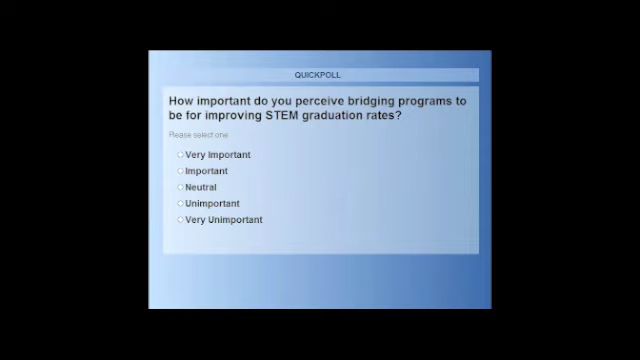 QUICKPOLL
How important do you perceive bridging programs to
be for improving STEM graduation rates?
Please select one
Very Important
Important
Neutral
Unimportant
Very Unimportant